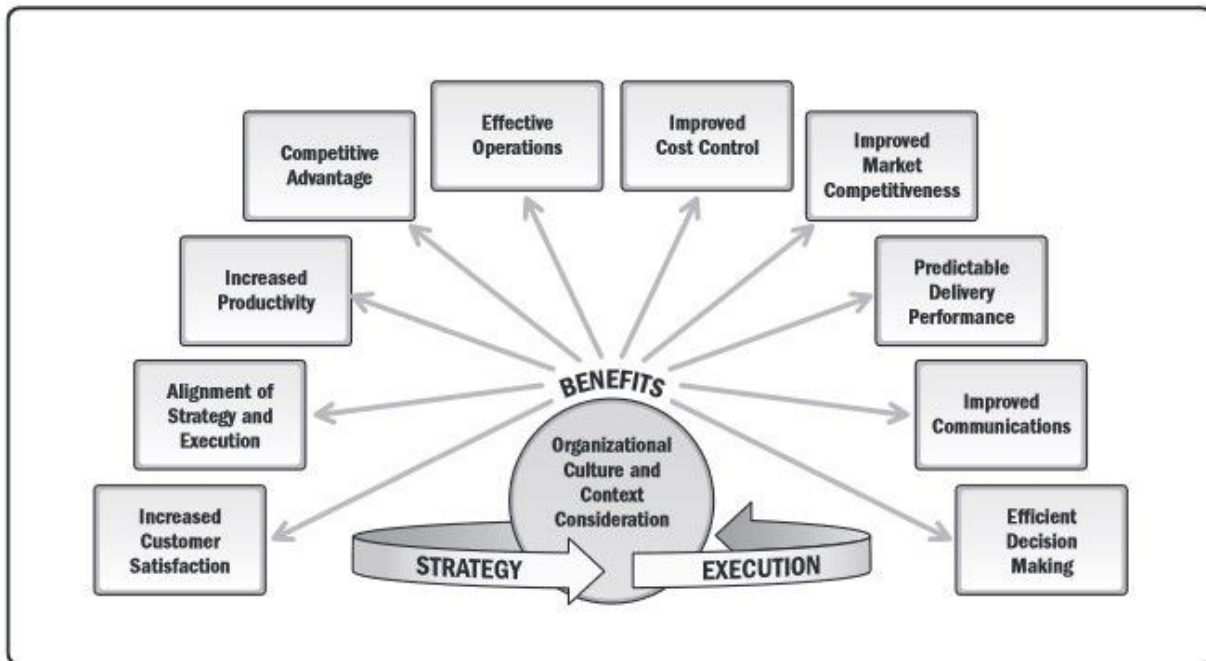 Effective
Operations
Improved
Cost Control
Competitive
Advantage
Improved
Market
Competitiveness
Increased
Productivity
Predictable
Delivery
Performance
Alignment of
Strategy and
Execution
BENEFITS
Improved
Communications
Organizational
Culture and
Context
Consideration
Increased
Customer
Satisfaction
STRATEGY
EXECUTION
Efficient
Decision
Making